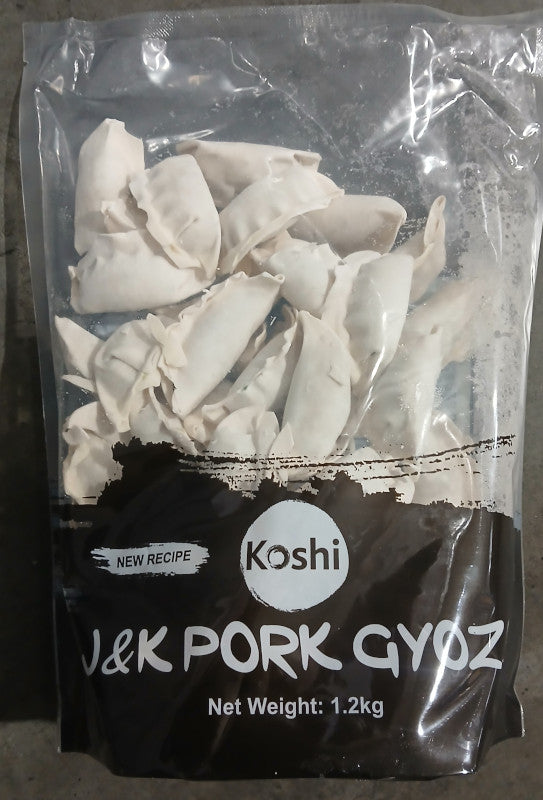 NEW RECIPE
Koshi
J&K PORK GYOZ
Net Weight: 1.2kg